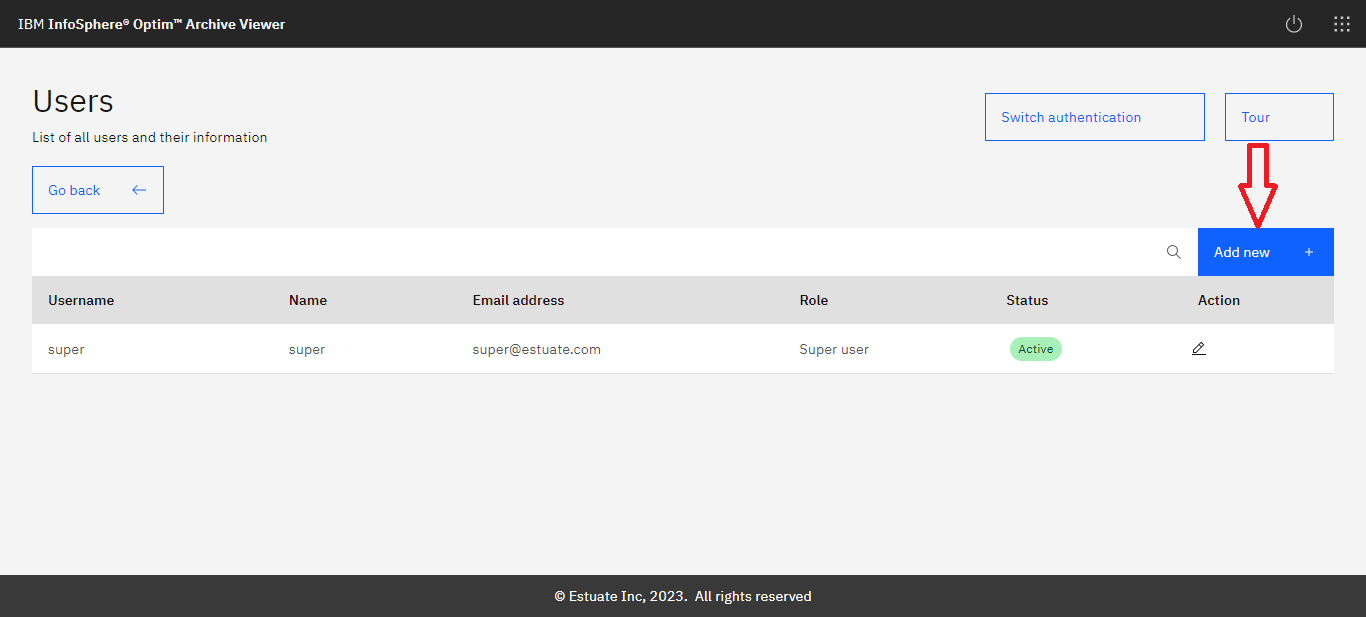 IBM InfoSphere® Optim™ Archive Viewer
Users
List of all users and their information
Switch authentication
Tour
Go back
Add new
Username Name Email address Role Status Action
super super super@estuate.com Super user Active
© Estuate Inc, 2023. All rights reserved